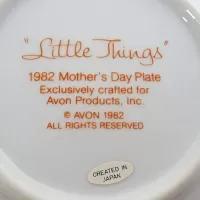 "Little Things"
1982 Mother's Day Plate
Exclusively crafted for
Avon Products, Inc.
© AVON 1982
ALL RIGHTS RESERVED
CREATED IN
JAPAN